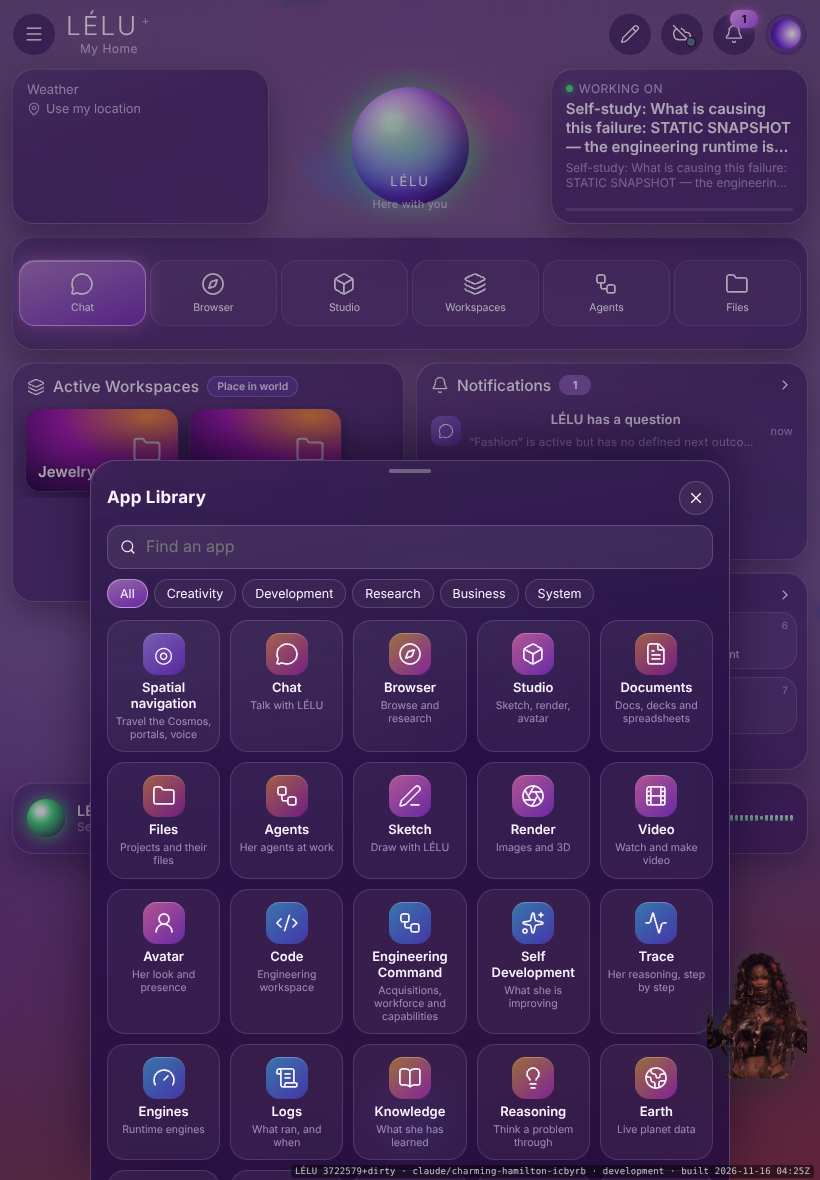 LÉLU +
My Home
1
Weather
Use my location
LÉLU
Here with you
WORKING ON
Self-study: What is causing
this failure: STATIC SNAPSHOT
— the engineering runtime is…
Self-study: What is causing this failure:
STATIC SNAPSHOT — the engineerin…
Chat
Browser
Studio
Workspaces
Agents
Files
Active Workspaces
Place in world
Jewelry
Notifications
1
LÉLU has a question
"Fashion" is active but has no defined next outco…
now
6
nt
7
LÉ
Se
App Library
Find an app
All
Creativity
Development
Research
Business
System
Spatial
navigation
Travel the Cosmos,
portals, voice
Chat
Talk with LÉLU
Browser
Browse and
research
Studio
Sketch, render,
avatar
Documents
Docs, decks and
spreadsheets
Files
Projects and their
files
Agents
Her agents at work
Sketch
Draw with LÉLU
Render
Images and 3D
Video
Watch and make
video
Avatar
Her look and
presence
Code
Engineering
workspace
Engineering
Command
Acquisitions,
workforce and
capabilities
Self
Development
What she is
improving
Trace
Her reasoning, step
by step
Engines
Runtime engines
Logs
What ran, and
when
Knowledge
What she has
learned
Reasoning
Think a problem
through
Earth
Live planet data
LÉLU 3722579+dirty · claude/charming-hamilton-icbyrb · development · built 2026-11-16 04:25Z